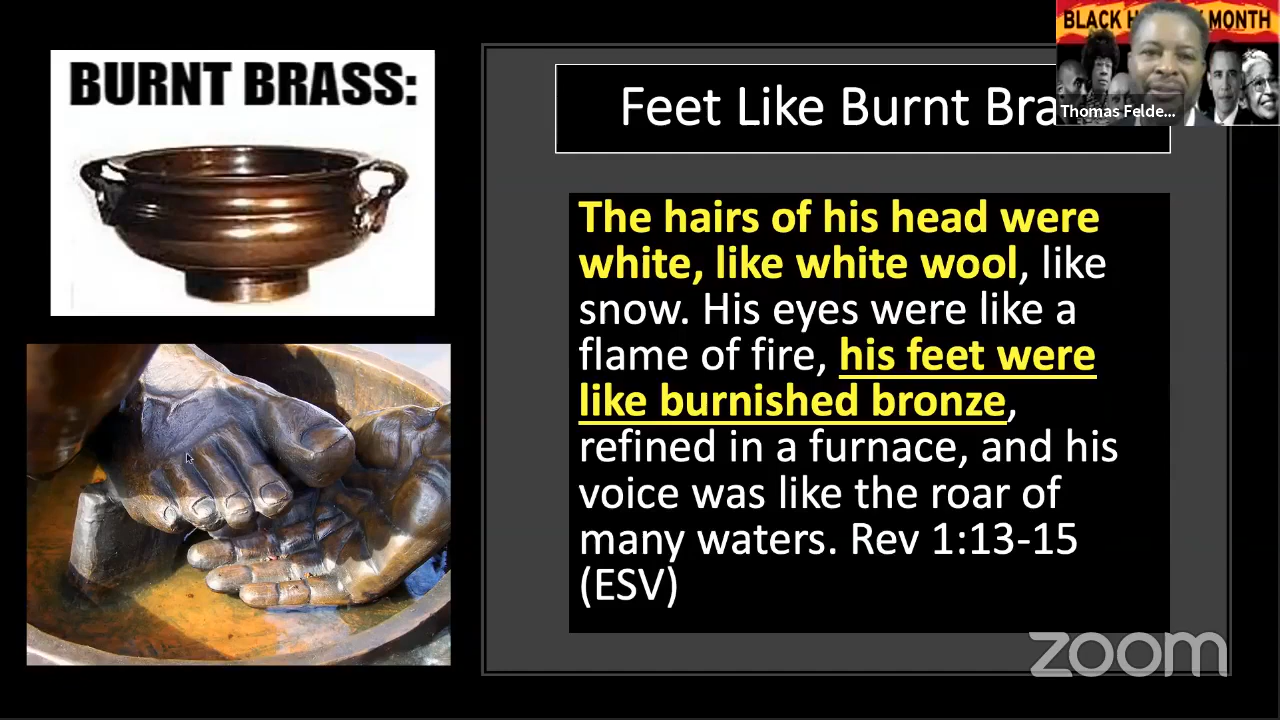 BURNT BRASS:
Feet Like Burnt Bra
The hairs of his head were
white, like white wool, like
snow. His eyes were like a
flame of fire, his feet were
like burnished bronze,
refined in a furnace, and his
voice was like the roar of
many waters. Rev 1:13-15
(ESV)
BLACK H MONTH
Thomas Felde...
zoom